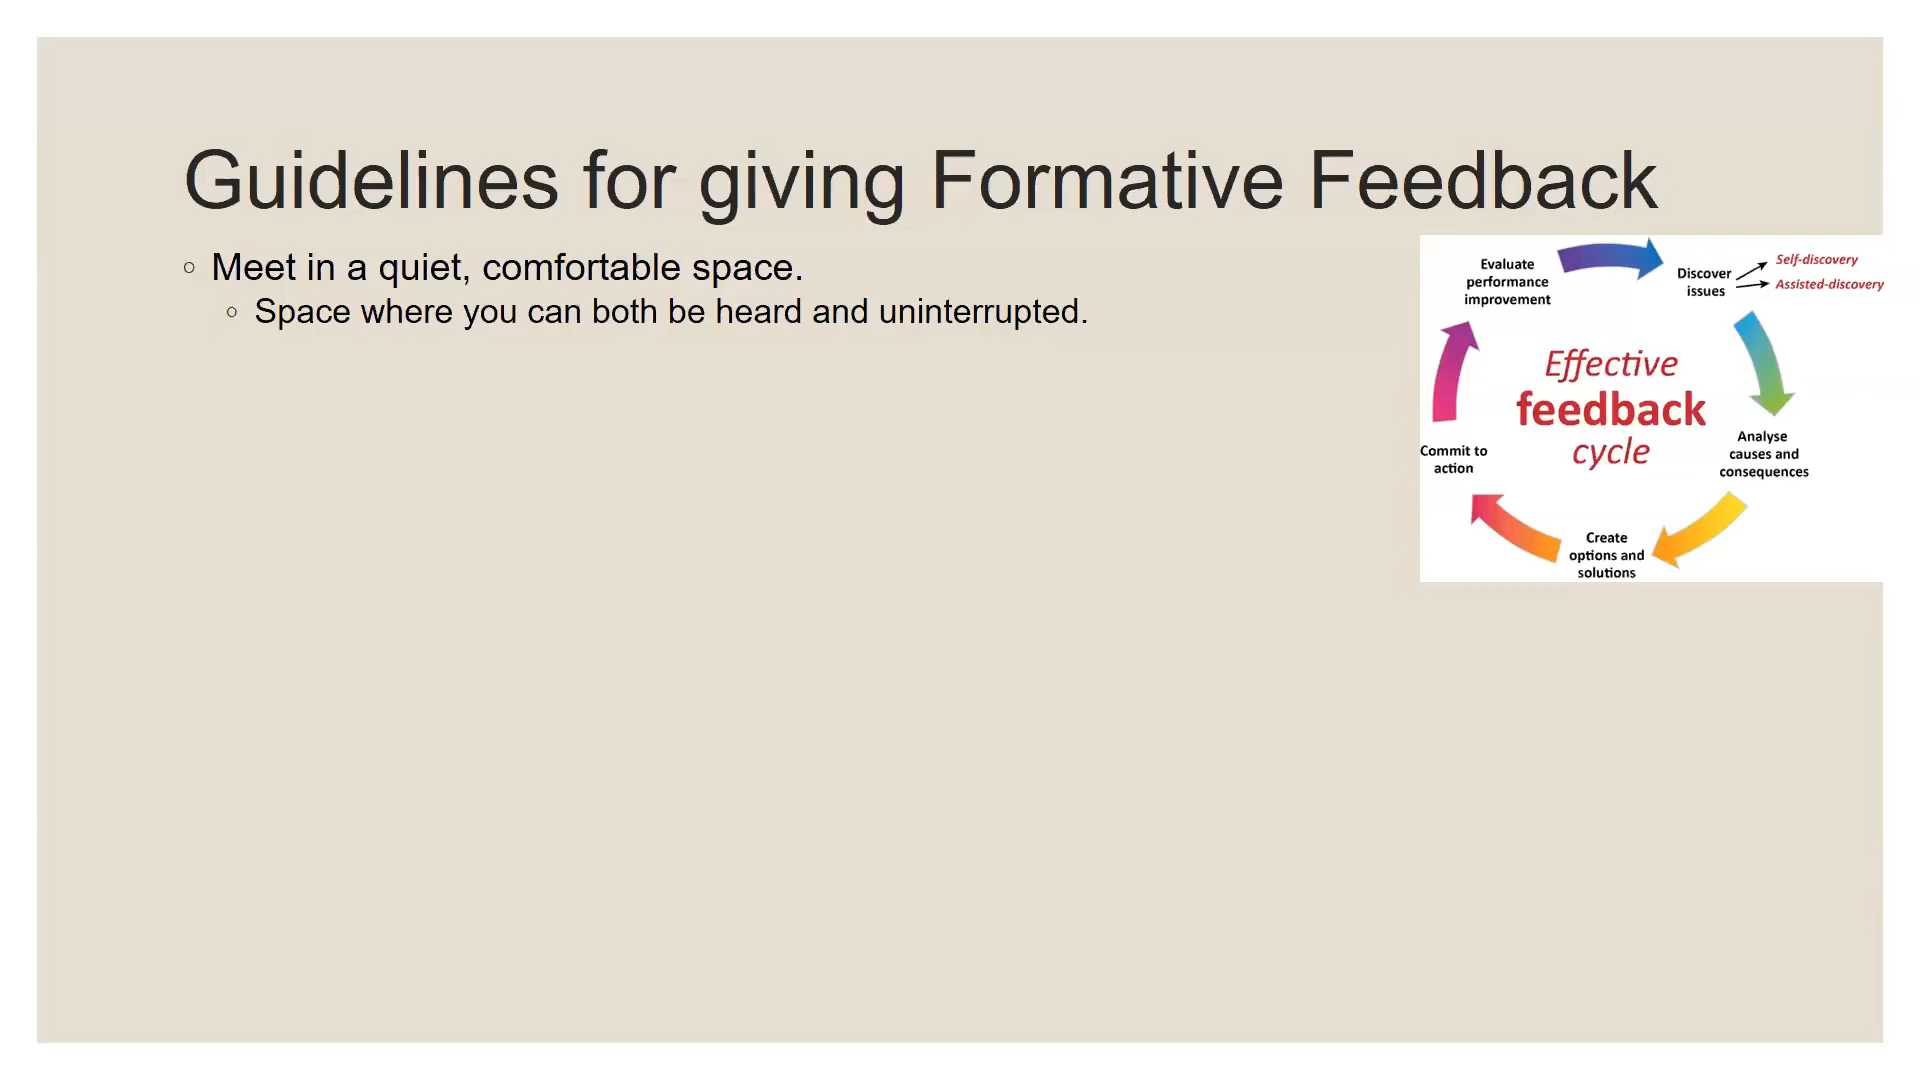 Guidelines for giving Formative Feedback
◦ Meet in a quiet, comfortable space.
◦ Space where you can both be heard and uninterrupted.
Evaluate
performance
improvement
Discover
issues
Self-discovery
Assisted-discovery
Effective
feedback
cycle
Analyse
causes and
consequences
Commit to
action
Create
options and
solutions